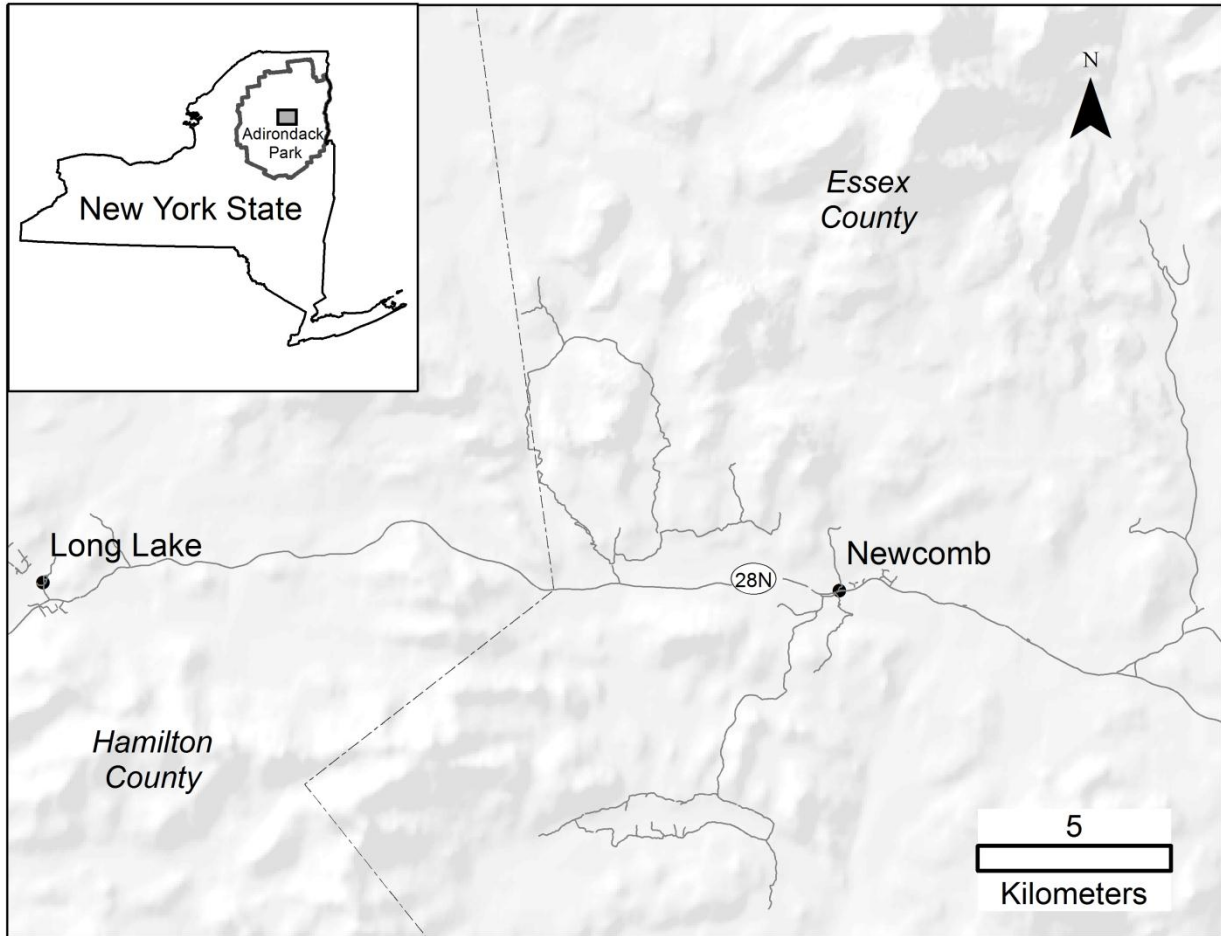 Adirondack
Park
New York State
N
Essex
County
Long Lake
28N
Newcomb
Hamilton
County
5
Kilometers